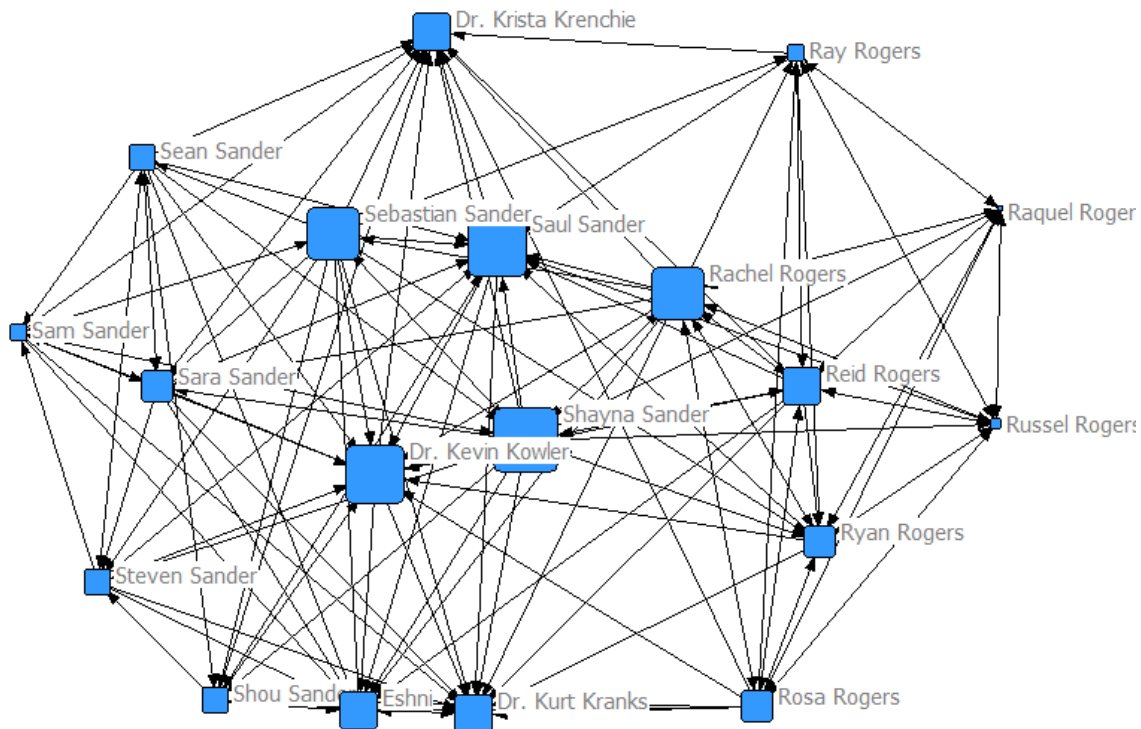 Dr. Krista Krenchie
Ray Rogers
Sean Sander
Sebastian Sander
Saul Sander
Raquel Roger
Rachel Rogers
Sam Sander
Sara Sander
Reid Rogers
Shayna Sander
Russel Rogers
Dr. Kevin Kowler
Ryan Rogers
Steven Sander
Shou Sande
Eshni
Dr. Kurt Kranks
Rosa Rogers